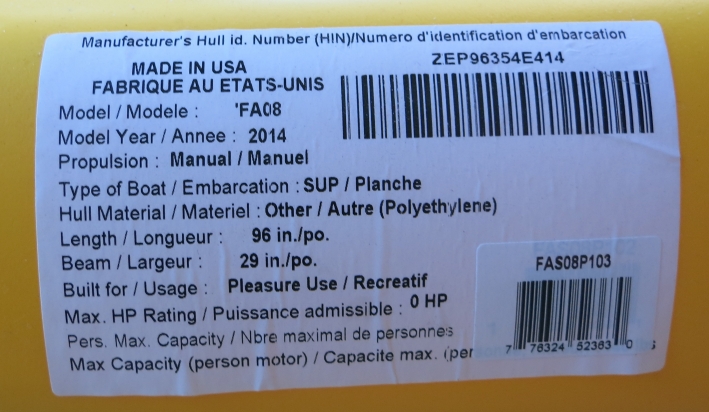 Manufacturer's Hull id. Number (HIN)/Numero d'identification d'embarcation
ZEP96354E414
MADE IN USA
FABRIQUE AU ETATS-UNIS
Model / Modele : 'FA08
Model Year / Annee : 2014
Propulsion : Manual / Manuel
Type of Boat / Embarcation : SUP / Planche
Hull Material / Materiel : Other / Autre (Polyethylene)
Length / Longueur : 96 in./po.
Beam / Largeur : 29 in./po.
Built for / Usage : Pleasure Use / Recreatif
Max. HP Rating / Puissance admissible : 0 HP
Pers. Max. Capacity / Nbre maximal de personnes
Max Capacity (person motor) / Capacite max. (per
FAS08P103
7 76324 52363 0